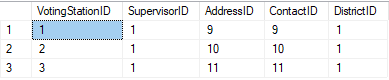 VotingStationID SupervisorID AddressID ContactID DistrictID
1 1 1 9 9 1
2 2 1 10 10 1
3 3 1 11 11 1